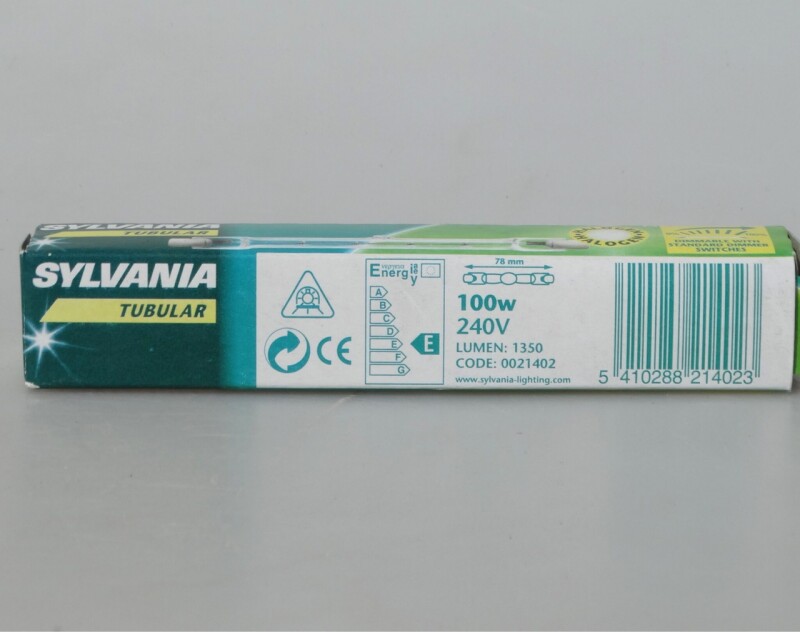 SYLVANIA
TUBULAR
HALOGEN
DIMMABLE WITH
STANDARD DIMMER
SWITCHES
SYLVANIA
TUBULAR
CE
Energy
A
B
C
D
E
F
G
E
78 mm
100w
240V
LUMEN: 1350
CODE: 0021402
www.sylvania-lighting.com
5 410288 214023